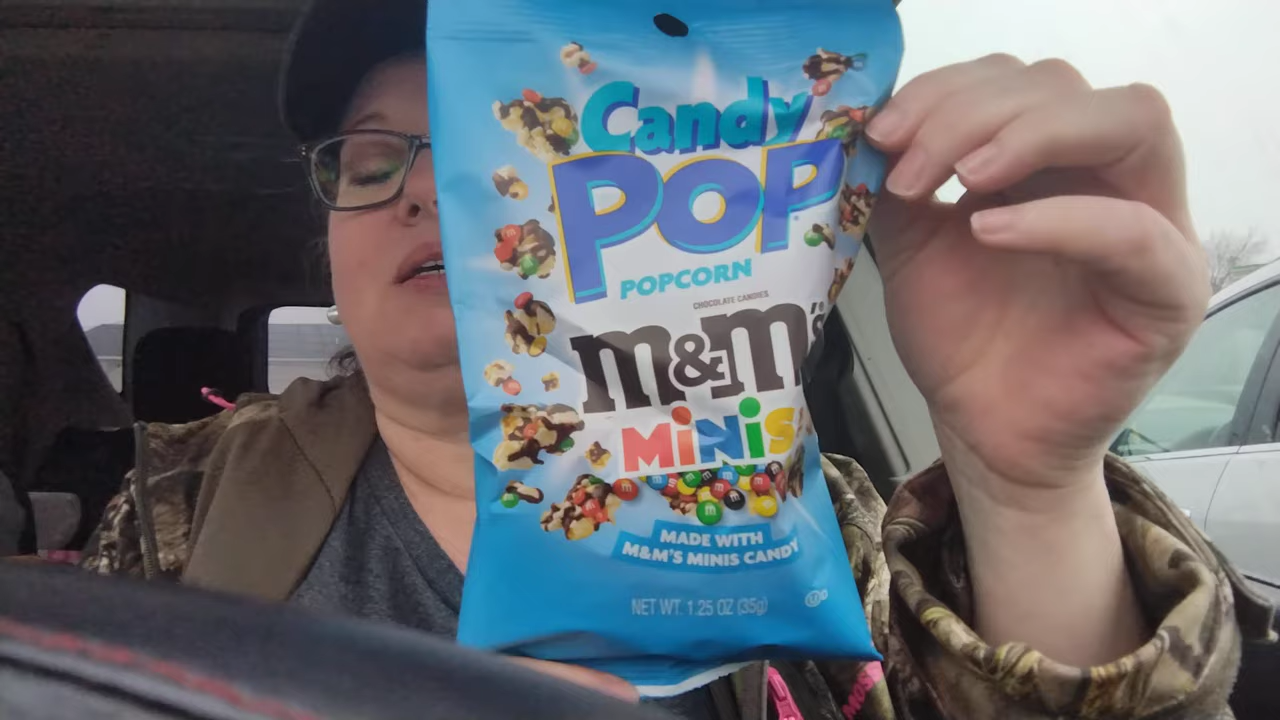 Candy
POP
POPCORN
CHOCOLATE CANDIES
m&m's
MINIS
MADE WITH
M&M'S MINIS CANDY
NET WT. 1.25 OZ (35g)